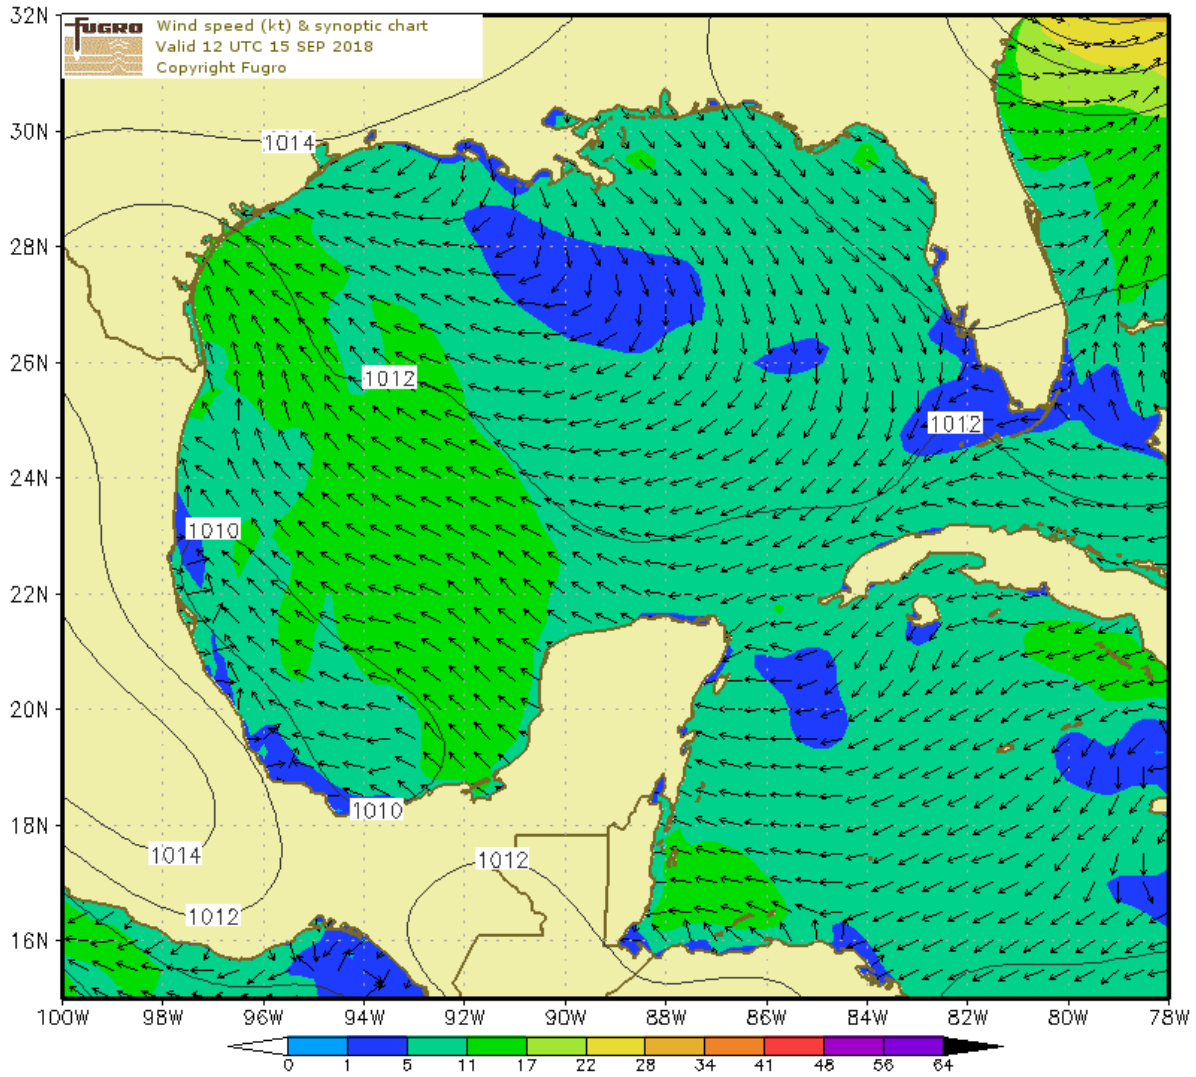 FUGRO
Wind speed (kt) & synoptic chart
Valid 12 UTC 15 SEP 2018
Copyright Fugro
32N
30N
1014
28N
26N
1012
1012
24N
1010
22N
20N
18N
1010
1014
1012
1012
16N
100W 98W 96W 94W 92W 90W 88W 86W 84W 82W 80W 78W
0 1 5 11 17 22 28 34 41 48 56 64